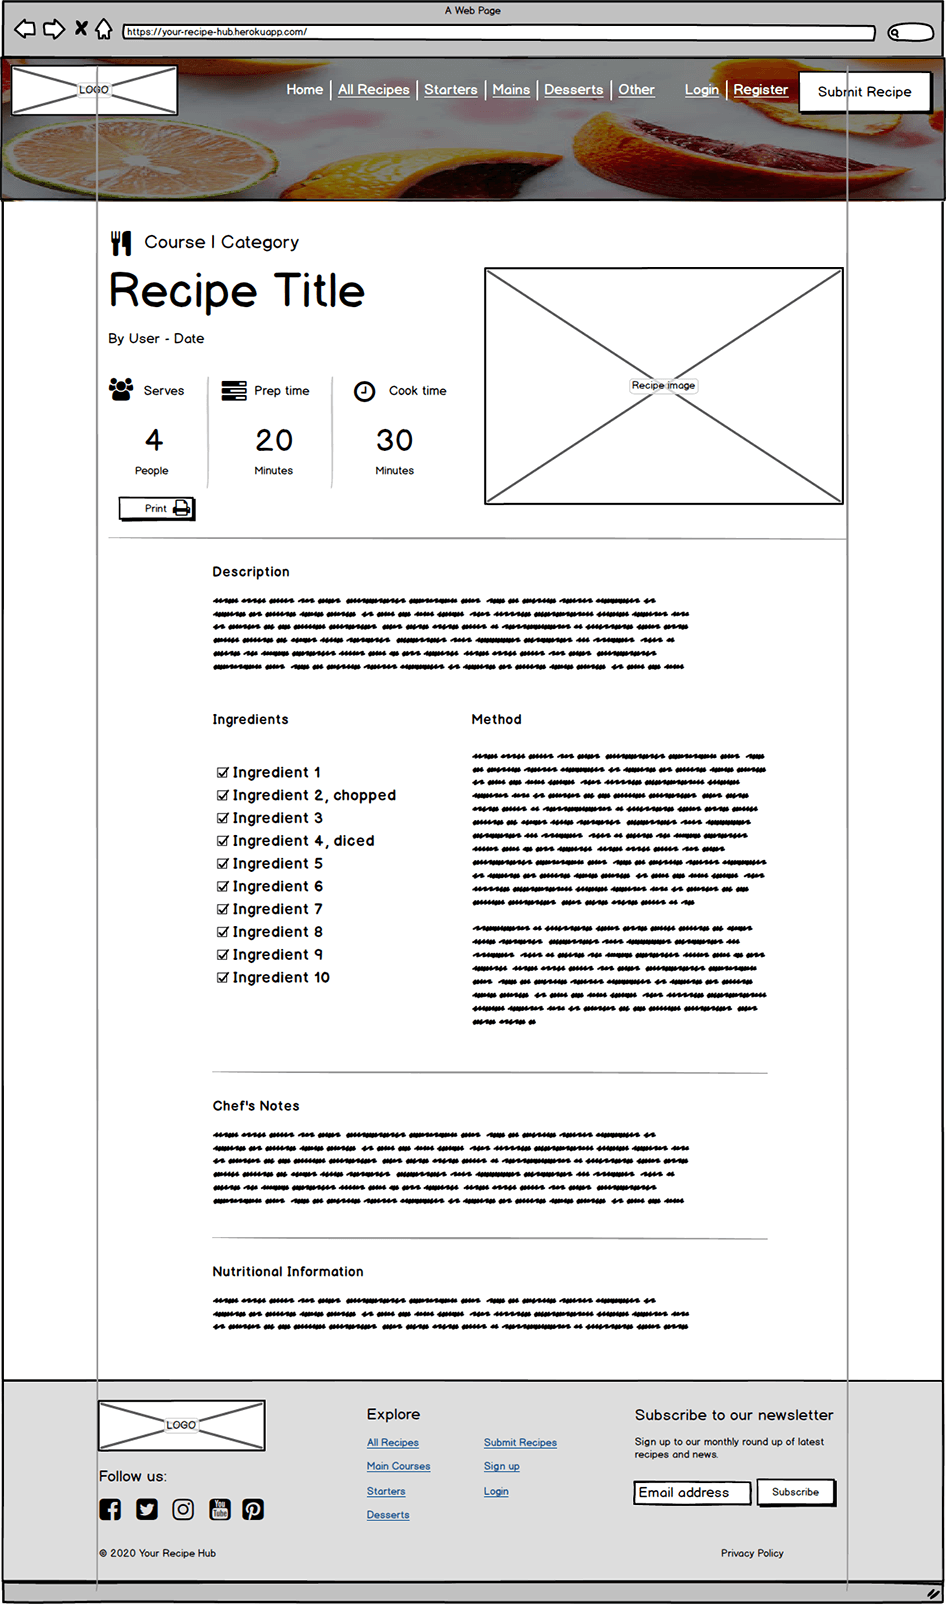 A Web Page
https://your-recipe-hub.herokuapp.com/
LOGO
Home | All Recipes | Starters | Mains | Desserts | Other
Login | Register
Submit Recipe
Course | Category
Recipe Title
By User - Date
Serves
Prep time
Cook time
4
20
30
People
Minutes
Minutes
Print
Recipe image
Description
Ingredients
Ingredient 1
Ingredient 2, chopped
Ingredient 3
Ingredient 4, diced
Ingredient 5
Ingredient 6
Ingredient 7
Ingredient 8
Ingredient 9
Ingredient 10
Method
Chef's Notes
Nutritional Information
LOGO
Follow us:
You
Tube
Explore
All Recipes
Main Courses
Starters
Desserts
Submit Recipes
Sign up
Login
Subscribe to our newsletter
Sign up to our monthly round up of latest
recipes and news.
Email address
Subscribe
© 2020 Your Recipe Hub
Privacy Policy